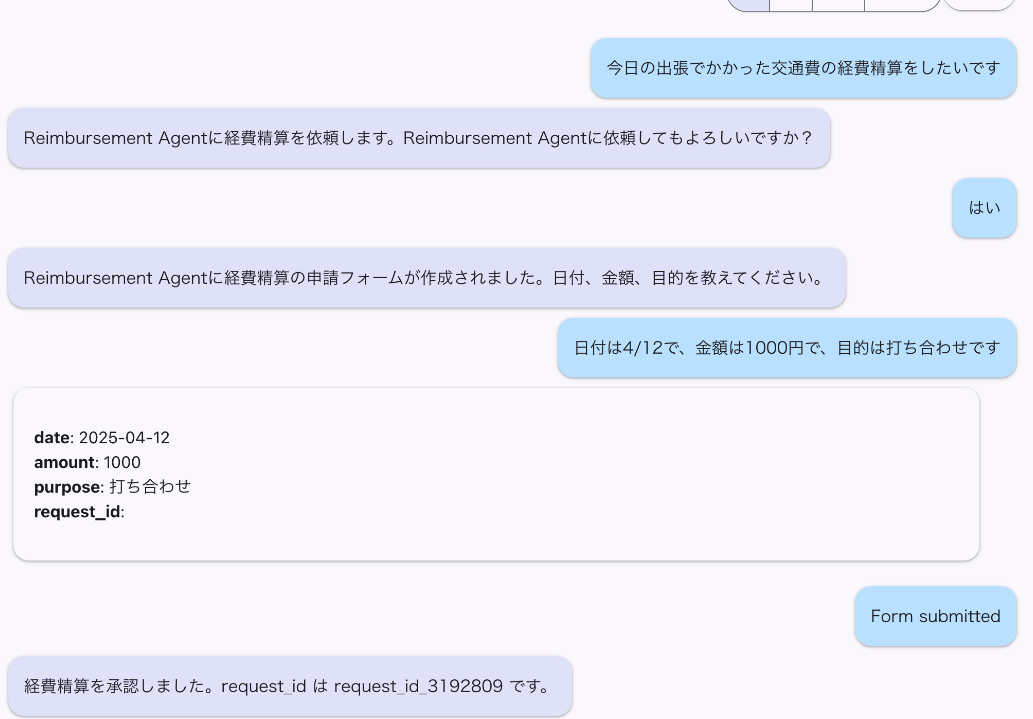 今日の出張でかかった交通費の経費精算をしたいです
Reimbursement Agentに経費精算を依頼します。Reimbursement Agentに依頼してもよろしいですか？
はい
Reimbursement Agentに経費精算の申請フォームが作成されました。日付、金額、目的を教えてください。
日付は4/12で、金額は1000円で、目的は打ち合わせです
date: 2025-04-12
amount: 1000
purpose: 打ち合わせ
request_id:
Form submitted
経費精算を承認しました。request_id は request_id_3192809 です。